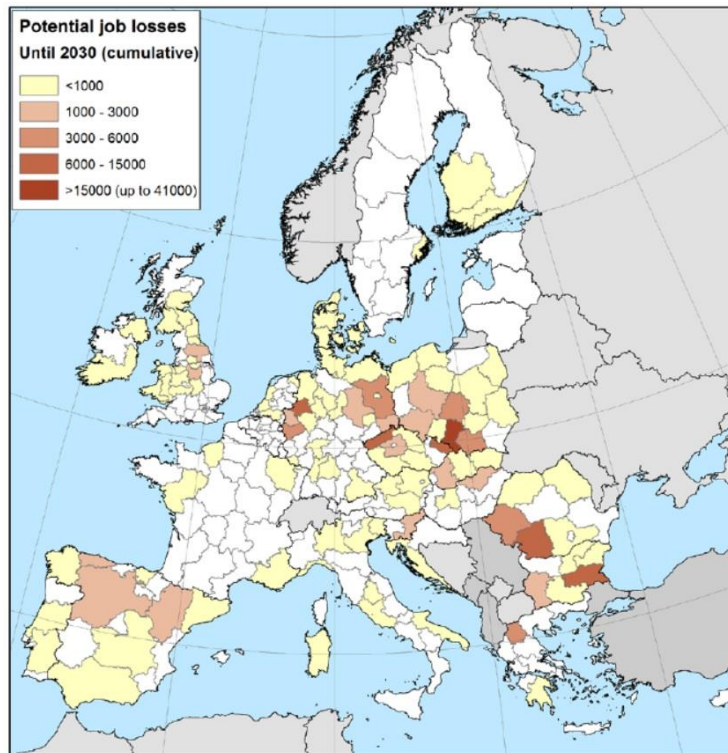 Potential job losses
Until 2030 (cumulative)
<1000
1000 - 3000
3000 - 6000
6000 - 15000
>15000 (up to 41000)